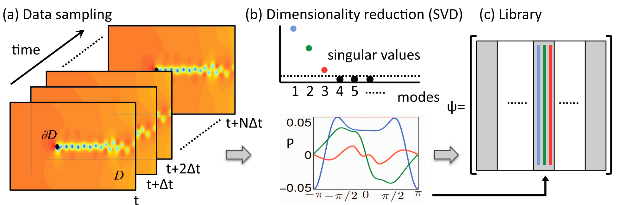 (a) Data sampling
time
∂D
D
t
t+Δt
t+2Δt
t+NΔt
(b) Dimensionality reduction (SVD)
singular values
1 2 3 4 5 ......
modes
0.05
P
0
-0.05
-π -π/2 0 π/2 π
(c) Library
ψ=
...... ......